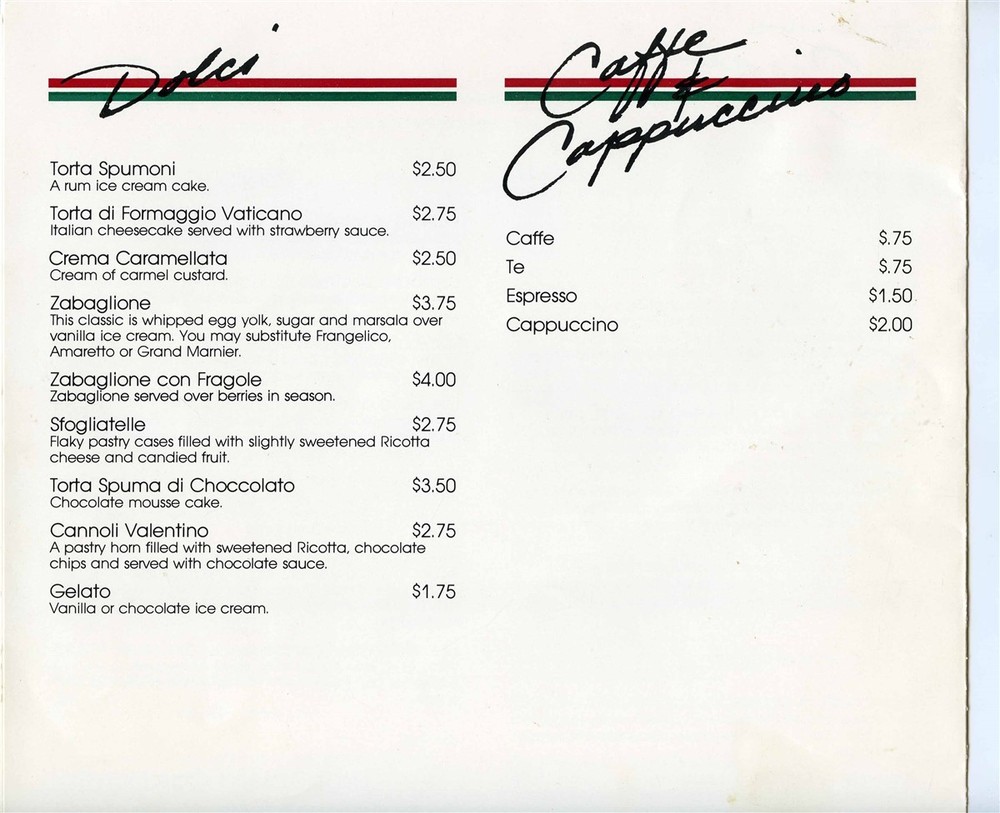 Dolci
Torta Spumoni $2.50
A rum ice cream cake.
Torta di Formaggio Vaticano $2.75
Italian cheesecake served with strawberry sauce.
Crema Caramellata $2.50
Cream of carmel custard.
Zabaglione $3.75
This classic is whipped egg yolk, sugar and marsala over
vanilla ice cream. You may substitute Frangelico,
Amaretto or Grand Marnier.
Zabaglione con Fragole $4.00
Zabaglione served over berries in season.
Sfogliatelle $2.75
Flaky pastry cases filled with slightly sweetened Ricotta
cheese and candied fruit.
Torta Spuma di Choccolato $3.50
Chocolate mousse cake.
Cannoli Valentino $2.75
A pastry horn filled with sweetened Ricotta, chocolate
chips and served with chocolate sauce.
Gelato $1.75
Vanilla or chocolate ice cream.
Caffe
&
Cappuccino
Caffe $.75
Te $.75
Espresso $1.50
Cappuccino $2.00